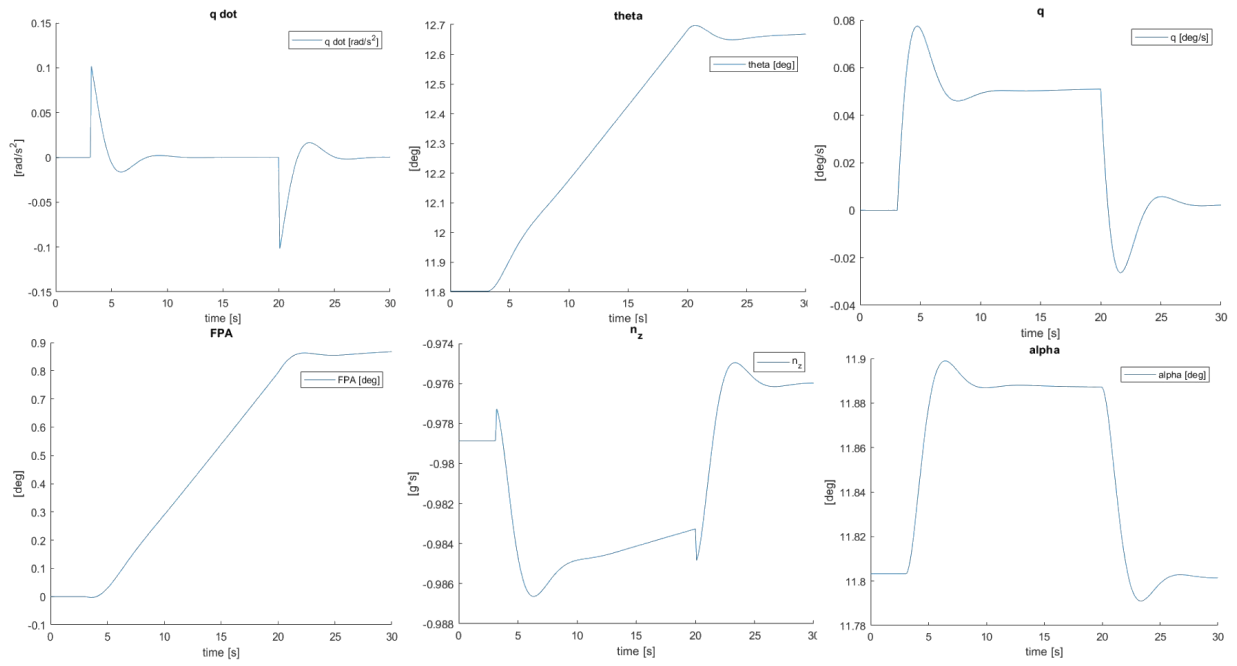 q dot
0.15
0.1
0.05
0
-0.05
-0.1
-0.15
[rad/s²]
q dot [rad/s²]
0 5 10 15 20 25 30
time [s]
theta
12.7
12.6
12.5
12.4
12.3
12.2
12.1
12
11.9
11.8
[deg]
theta [deg]
0 5 10 15 20 25 30
time [s]
q
0.08
0.06
0.04
0.02
0
-0.02
-0.04
[deg/s]
q [deg/s]
0 5 10 15 20 25 30
time [s]
FPA
0.9
0.8
0.7
0.6
0.5
0.4
0.3
0.2
0.1
0
-0.1
[deg]
FPA [deg]
0 5 10 15 20 25 30
time [s]
n_z
-0.974
-0.976
-0.978
-0.98
-0.982
-0.984
-0.986
-0.988
[g*s]
n_z
0 5 10 15 20 25 30
time [s]
alpha
11.9
11.88
11.86
11.84
11.82
11.8
11.78
[deg]
alpha [deg]
0 5 10 15 20 25 30
time [s]